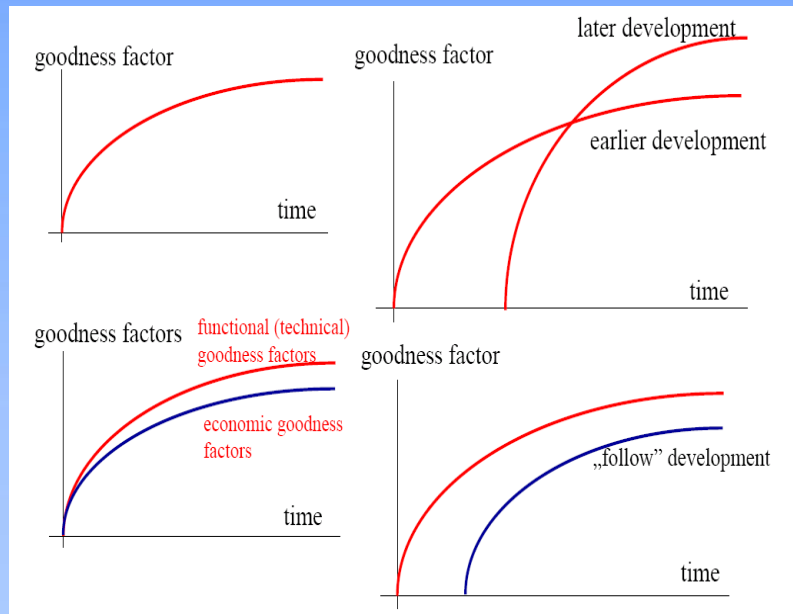 goodness factor
time
later development
goodness factor
earlier development
time
goodness factors
functional (technical)
goodness factors
economic goodness
factors
time
goodness factor
„follow” development
time